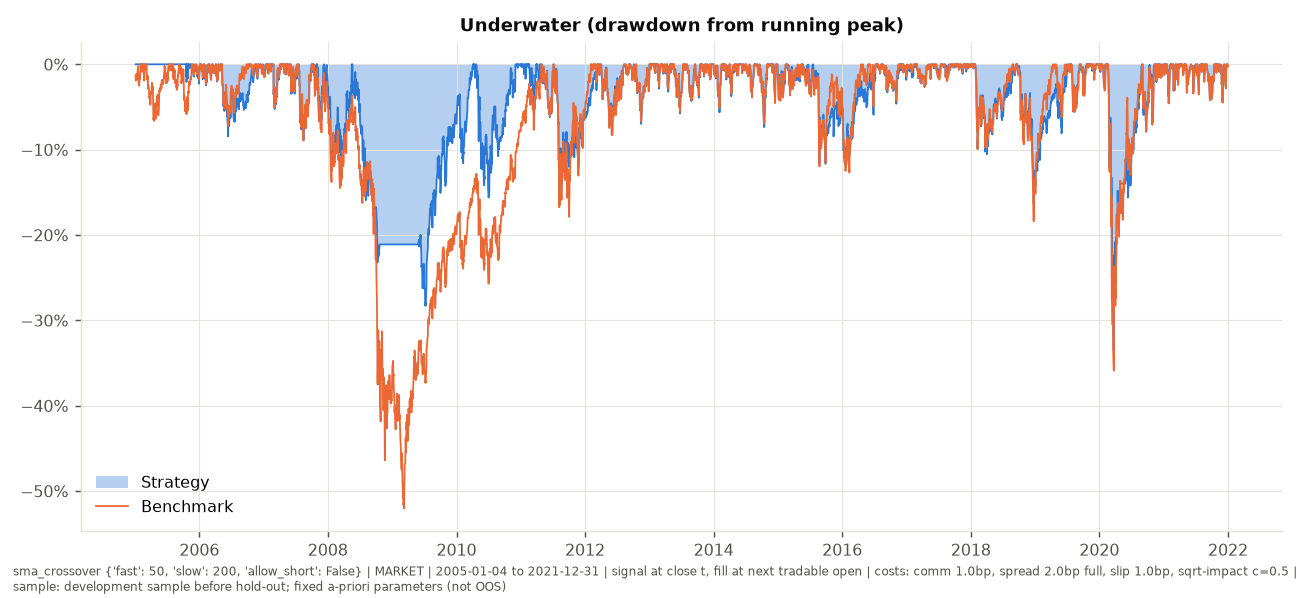 Underwater (drawdown from running peak)
0%
−10%
−20%
−30%
−40%
−50%
Strategy
Benchmark
2006 2008 2010 2012 2014 2016 2018 2020 2022
sma_crossover {'fast': 50, 'slow': 200, 'allow_short': False} | MARKET | 2005-01-04 to 2021-12-31 | signal at close t, fill at next tradable open | costs: comm 1.0bp, spread 2.0bp full, slip 1.0bp, sqrt-impact c=0.5 |
sample: development sample before hold-out; fixed a-priori parameters (not OOS)